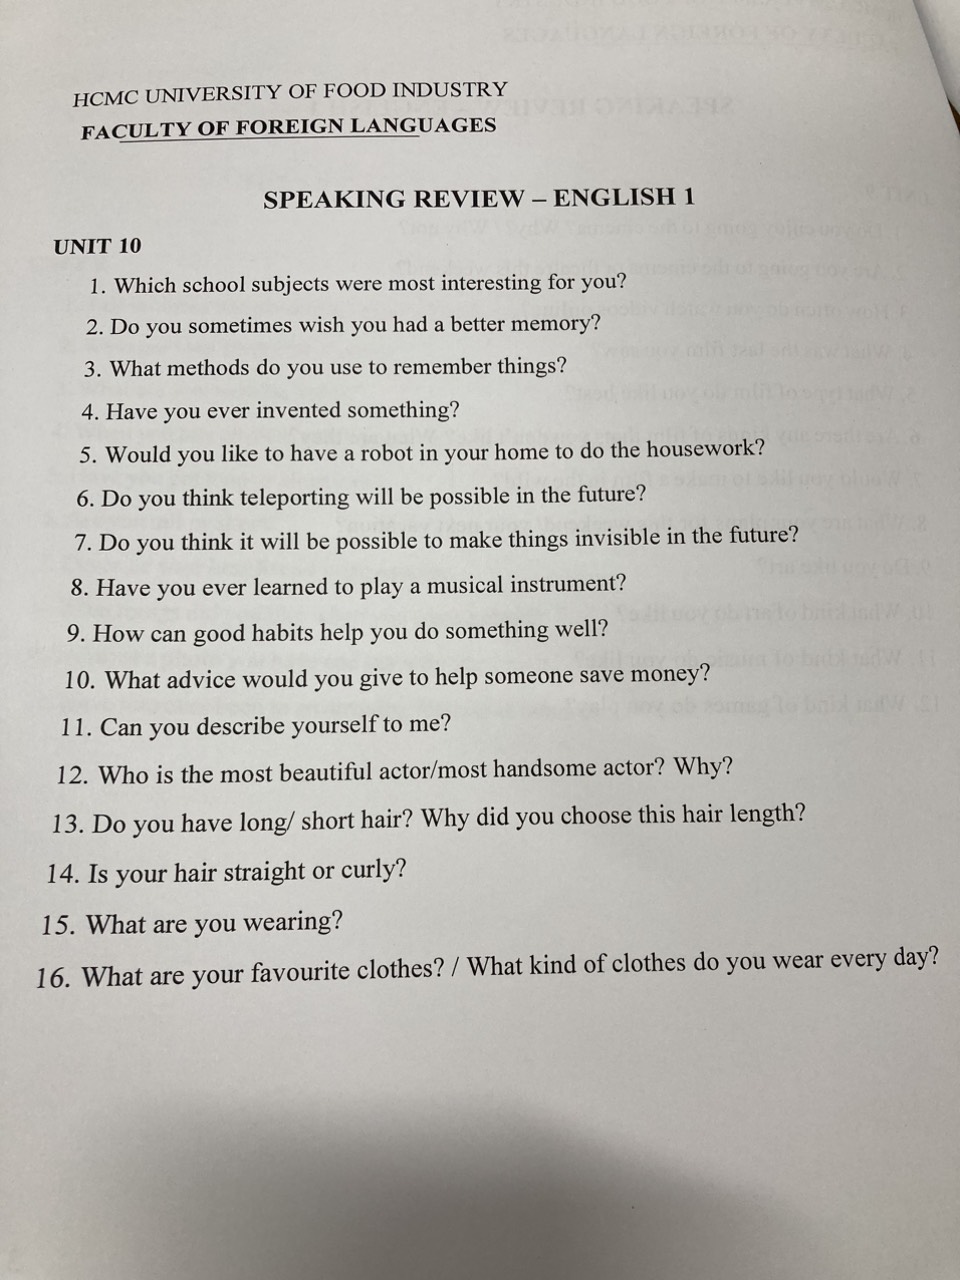 HCMC UNIVERSITY OF FOOD INDUSTRY
FACULTY OF FOREIGN LANGUAGES
SPEAKING REVIEW – ENGLISH 1
UNIT 10
1. Which school subjects were most interesting for you?
2. Do you sometimes wish you had a better memory?
3. What methods do you use to remember things?
4. Have you ever invented something?
5. Would you like to have a robot in your home to do the housework?
6. Do you think teleporting will be possible in the future?
7. Do you think it will be possible to make things invisible in the future?
8. Have you ever learned to play a musical instrument?
9. How can good habits help you do something well?
10. What advice would you give to help someone save money?
11. Can you describe yourself to me?
12. Who is the most beautiful actor/most handsome actor? Why?
13. Do you have long/ short hair? Why did you choose this hair length?
14. Is your hair straight or curly?
15. What are you wearing?
16. What are your favourite clothes? / What kind of clothes do you wear every day?